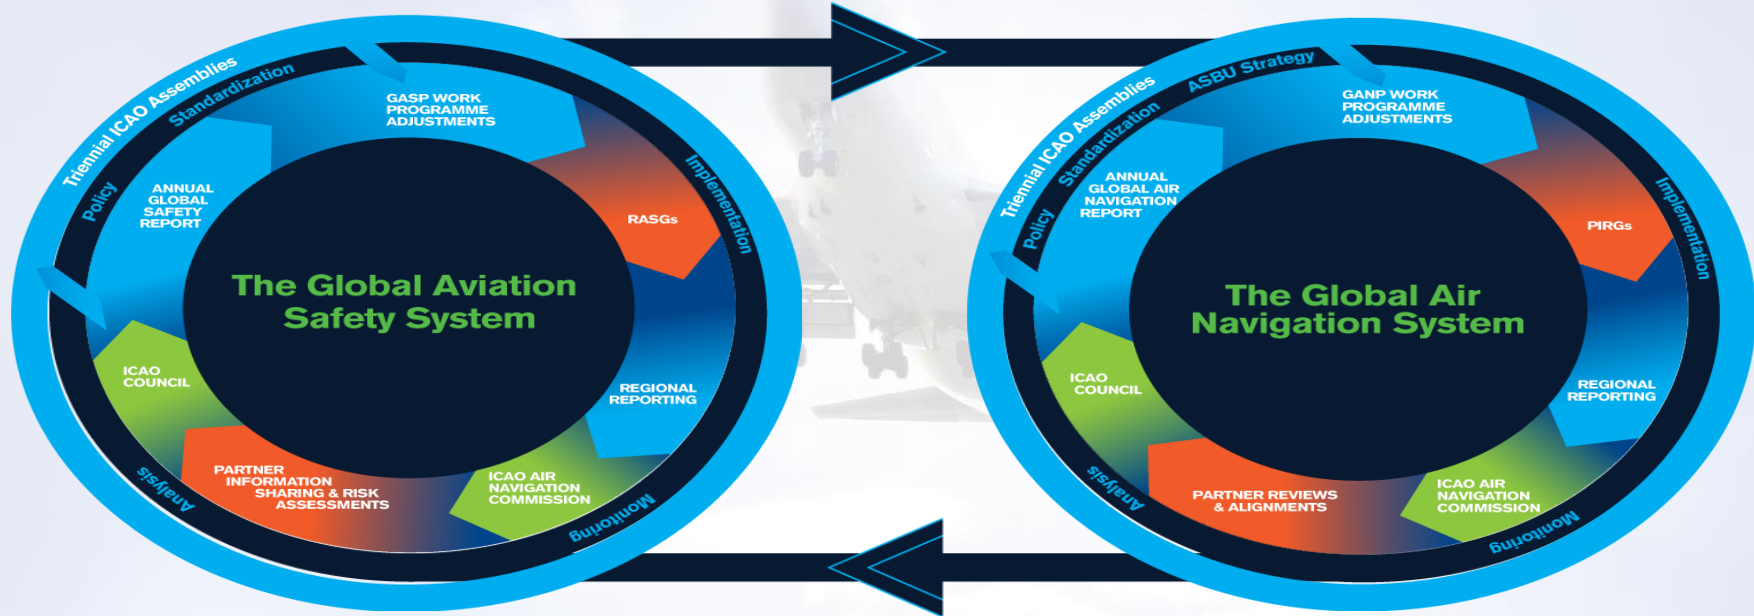 Triennial ICAO Assemblies
Policy
Standardization
Implementation
Monitoring
Analysis
GASP WORK
PROGRAMME
ADJUSTMENTS
RASGs
REGIONAL
REPORTING
ICAO AIR
NAVIGATION
COMMISSION
PARTNER
INFORMATION
SHARING & RISK
ASSESSMENTS
ICAO
COUNCIL
ANNUAL
GLOBAL
SAFETY
REPORT
The Global Aviation
Safety System
Triennial ICAO Assemblies
Policy
Standardization
ASBU Strategy
Implementation
Monitoring
Analysis
GANP WORK
PROGRAMME
ADJUSTMENTS
PIRGs
REGIONAL
REPORTING
ICAO AIR
NAVIGATION
COMMISSION
PARTNER REVIEWS
& ALIGNMENTS
ICAO
COUNCIL
ANNUAL
GLOBAL AIR
NAVIGATION
REPORT
The Global Air
Navigation System